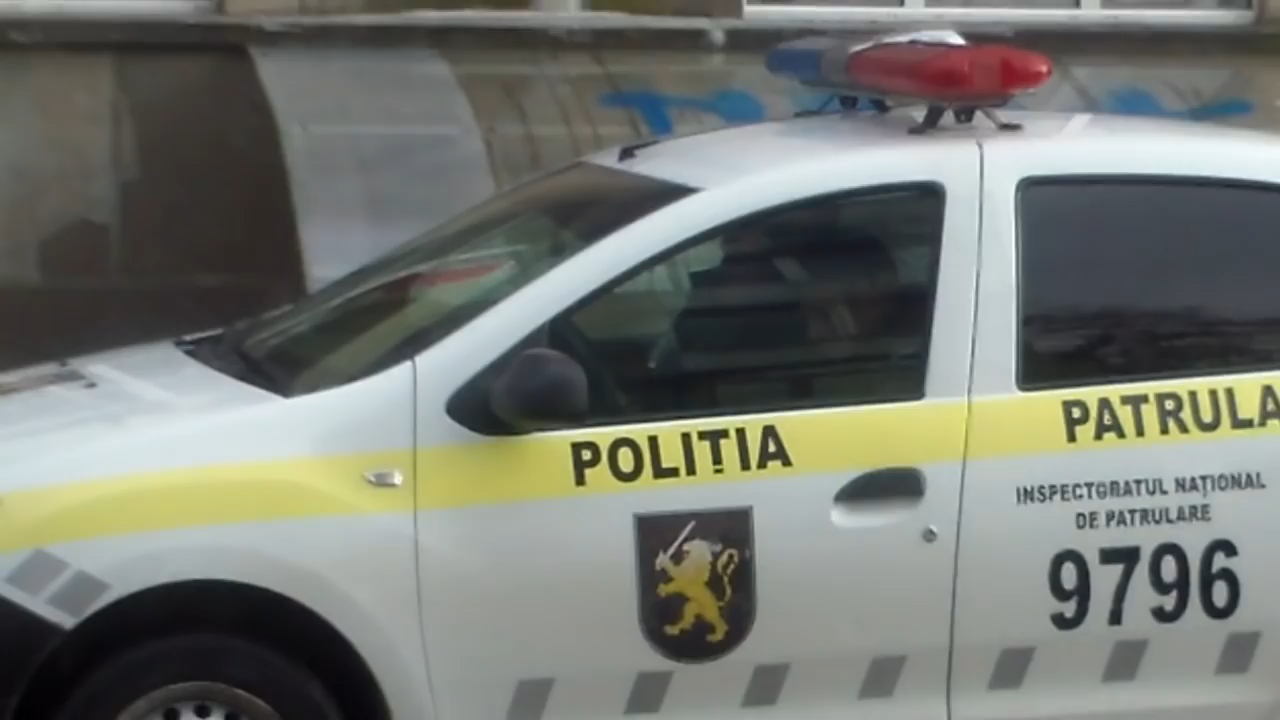 POLIȚIA
PATRULA
INSPECTORATUL NAȚIONAL
DE PATRULARE
9796